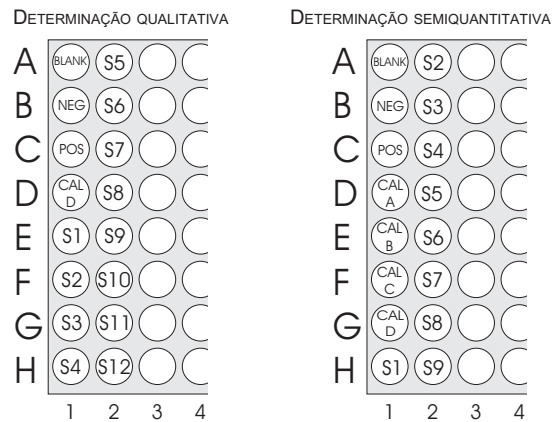 DETERMINAÇÃO QUALITATIVA
A BLANK S5
B NEG S6
C POS S7
D CAL D S8
E S1 S9
F S2 S10
G S3 S11
H S4 S12
1 2 3 4
DETERMINAÇÃO SEMIQUANTITATIVA
A BLANK S2
B NEG S3
C POS S4
D CAL A S5
E CAL B S6
F CAL C S7
G CAL D S8
H S1 S9
1 2 3 4